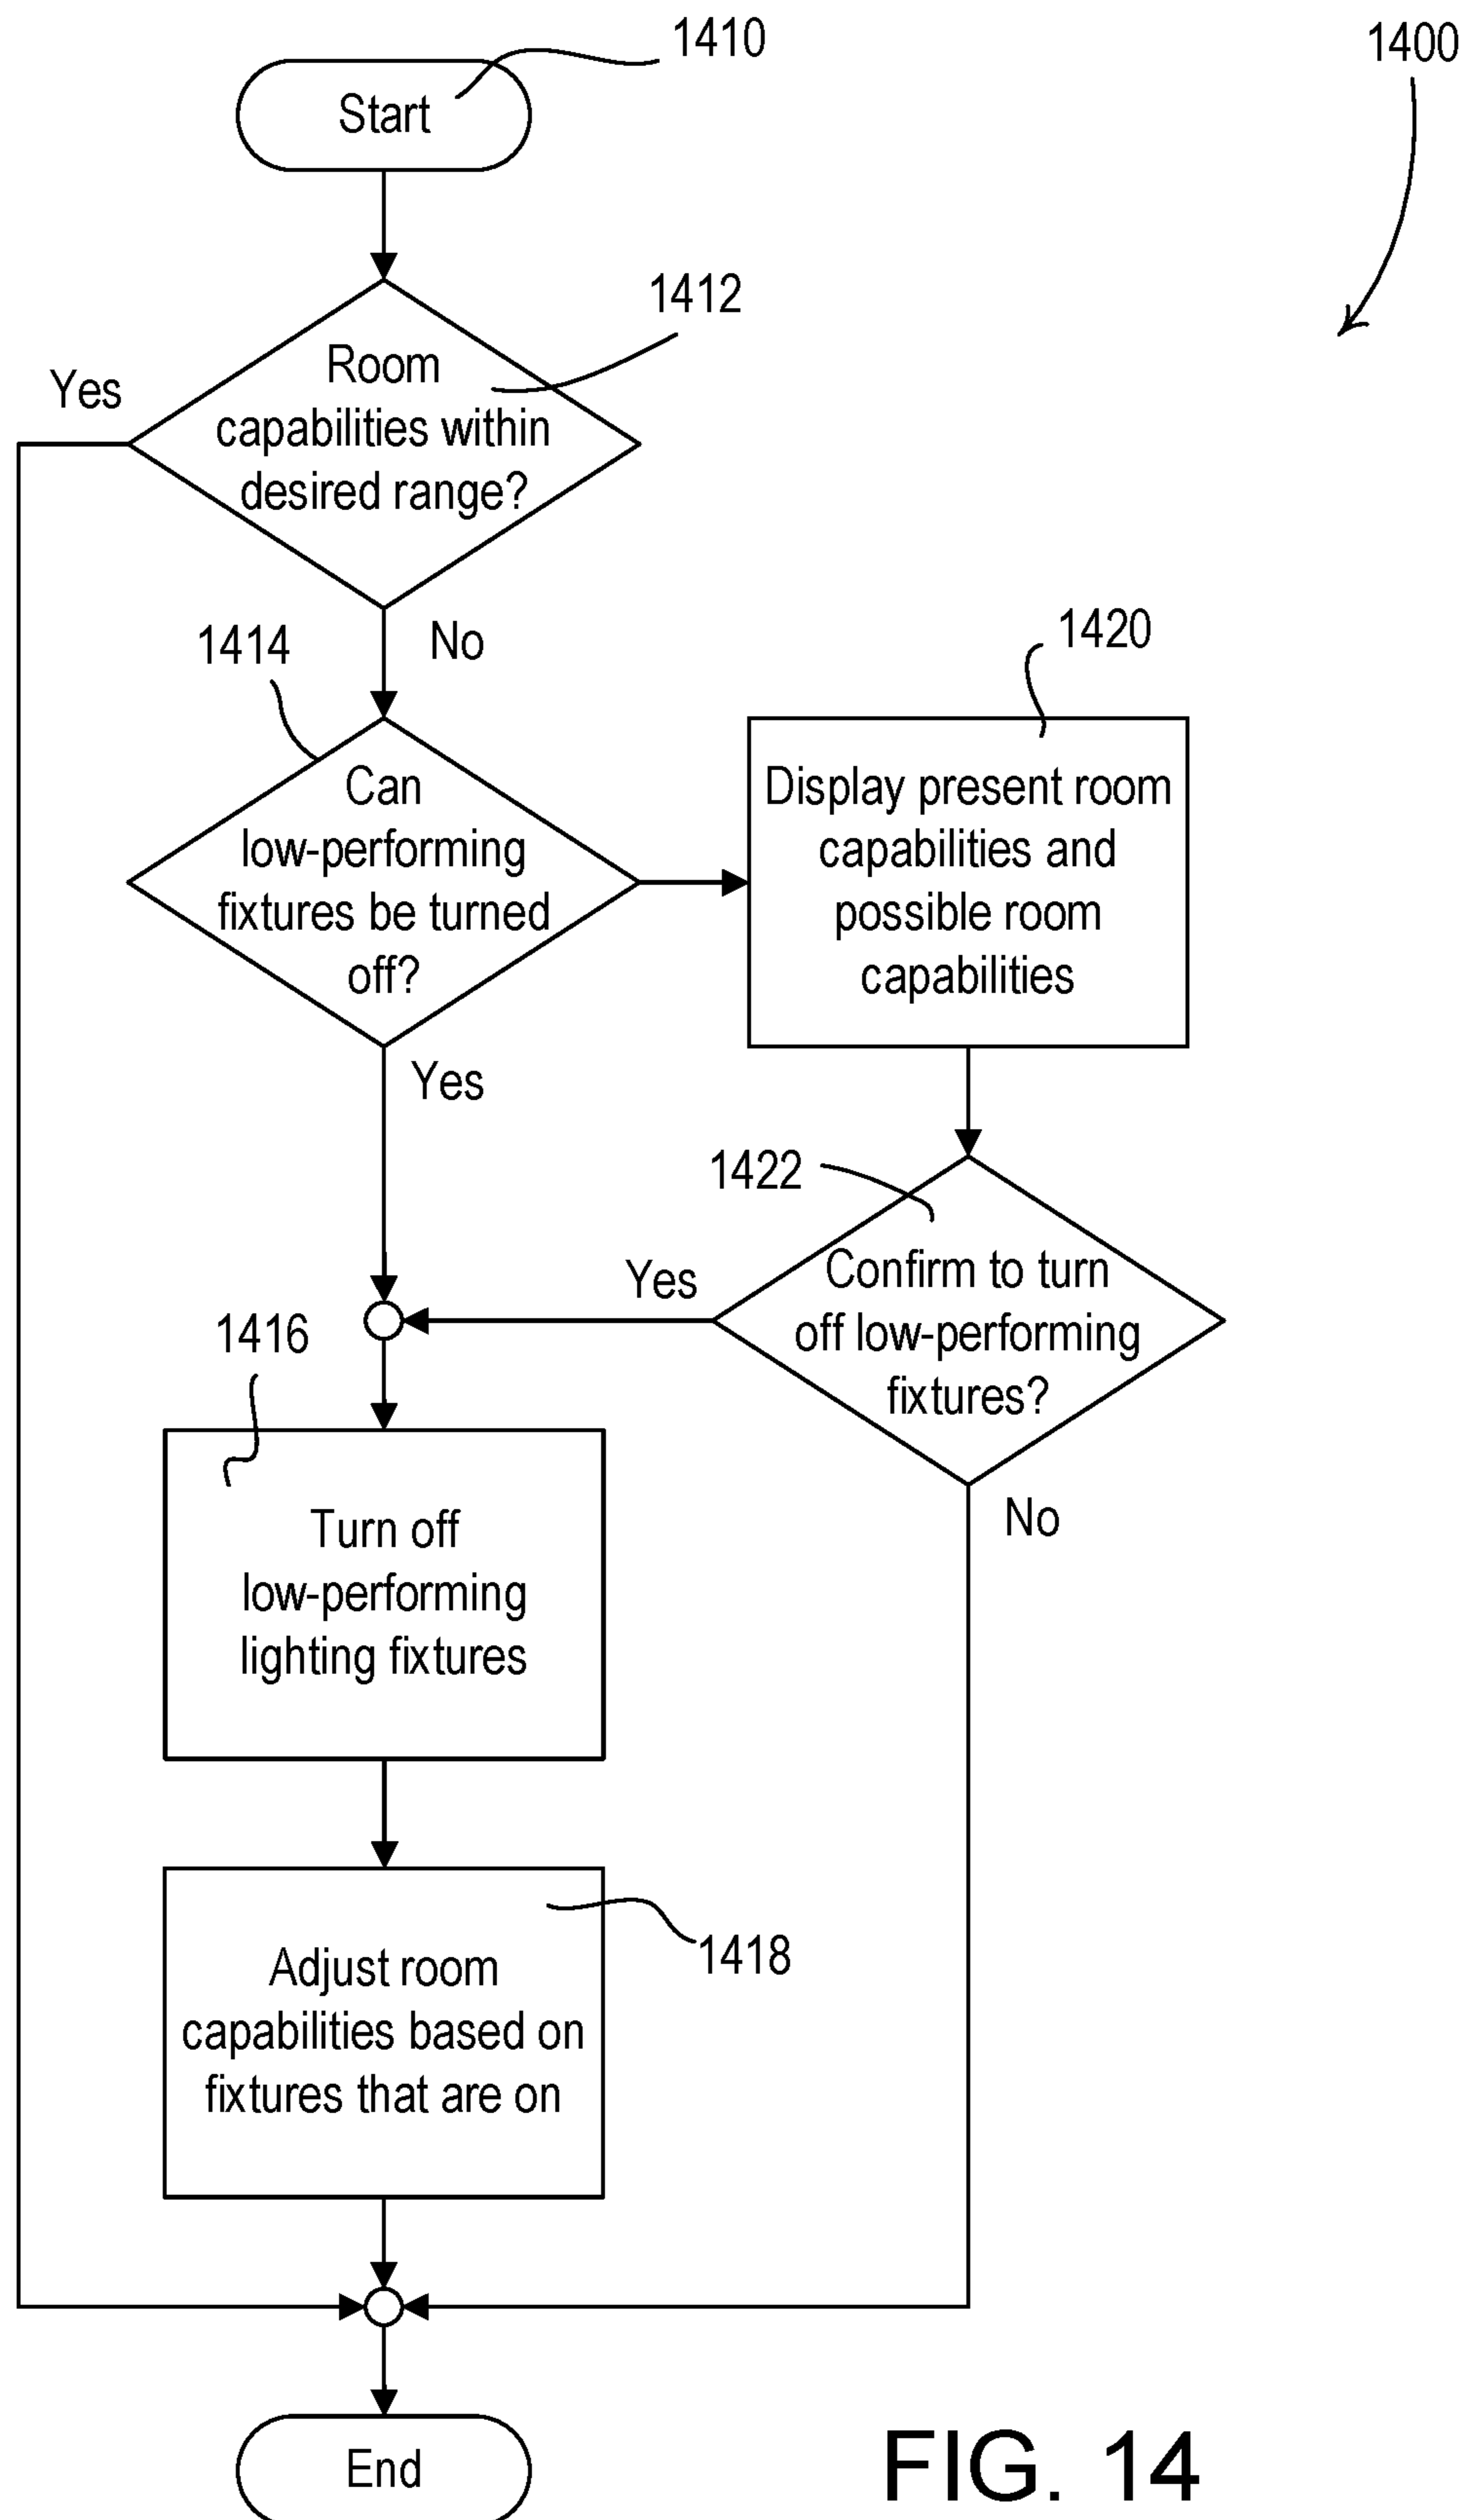 1410
1400
Start
1412
Yes
Room
capabilities within
desired range?
No
1414
1420
Can
low-performing
fixtures be turned
off?
Display present room
capabilities and
possible room
capabilities
Yes
1422
Yes
Confirm to turn
off low-performing
fixtures?
1416
No
Turn off
low-performing
lighting fixtures
1418
Adjust room
capabilities based on
fixtures that are on
End
FIG. 14